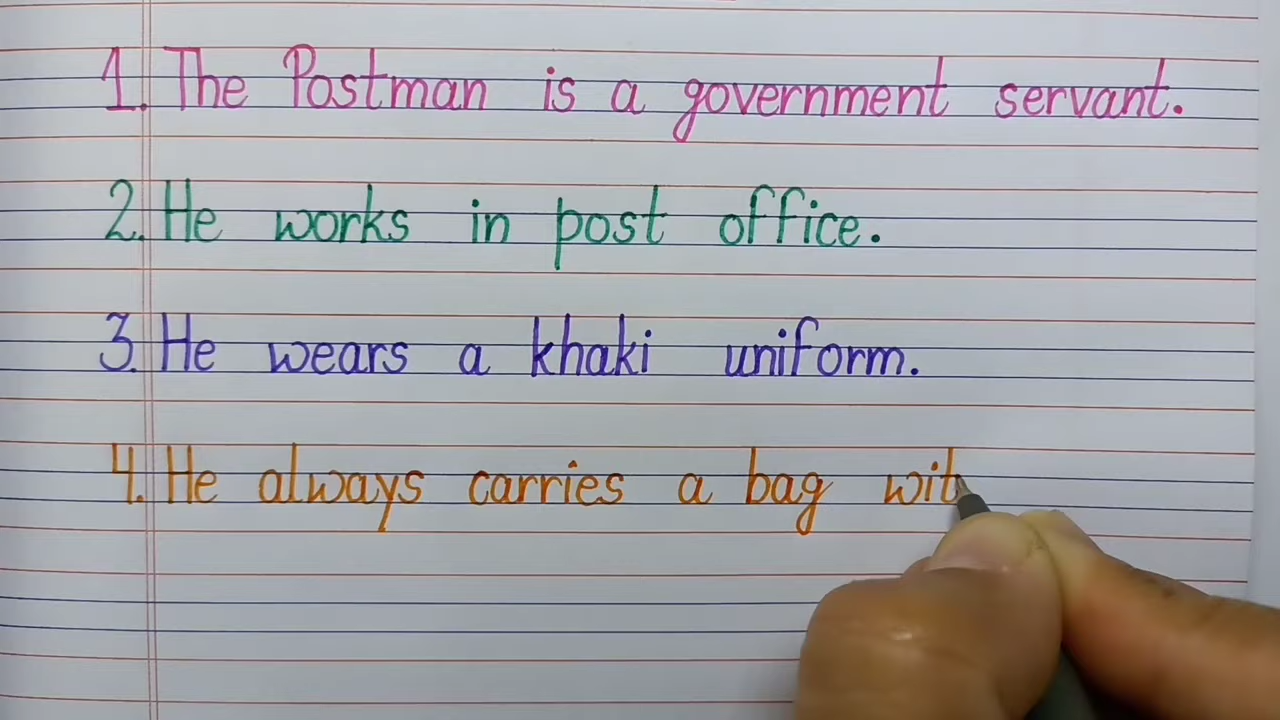 1. The Postman is a government servant.
2. He works in post office.
3. He wears a khaki uniform.
4. He always carries a bag wit